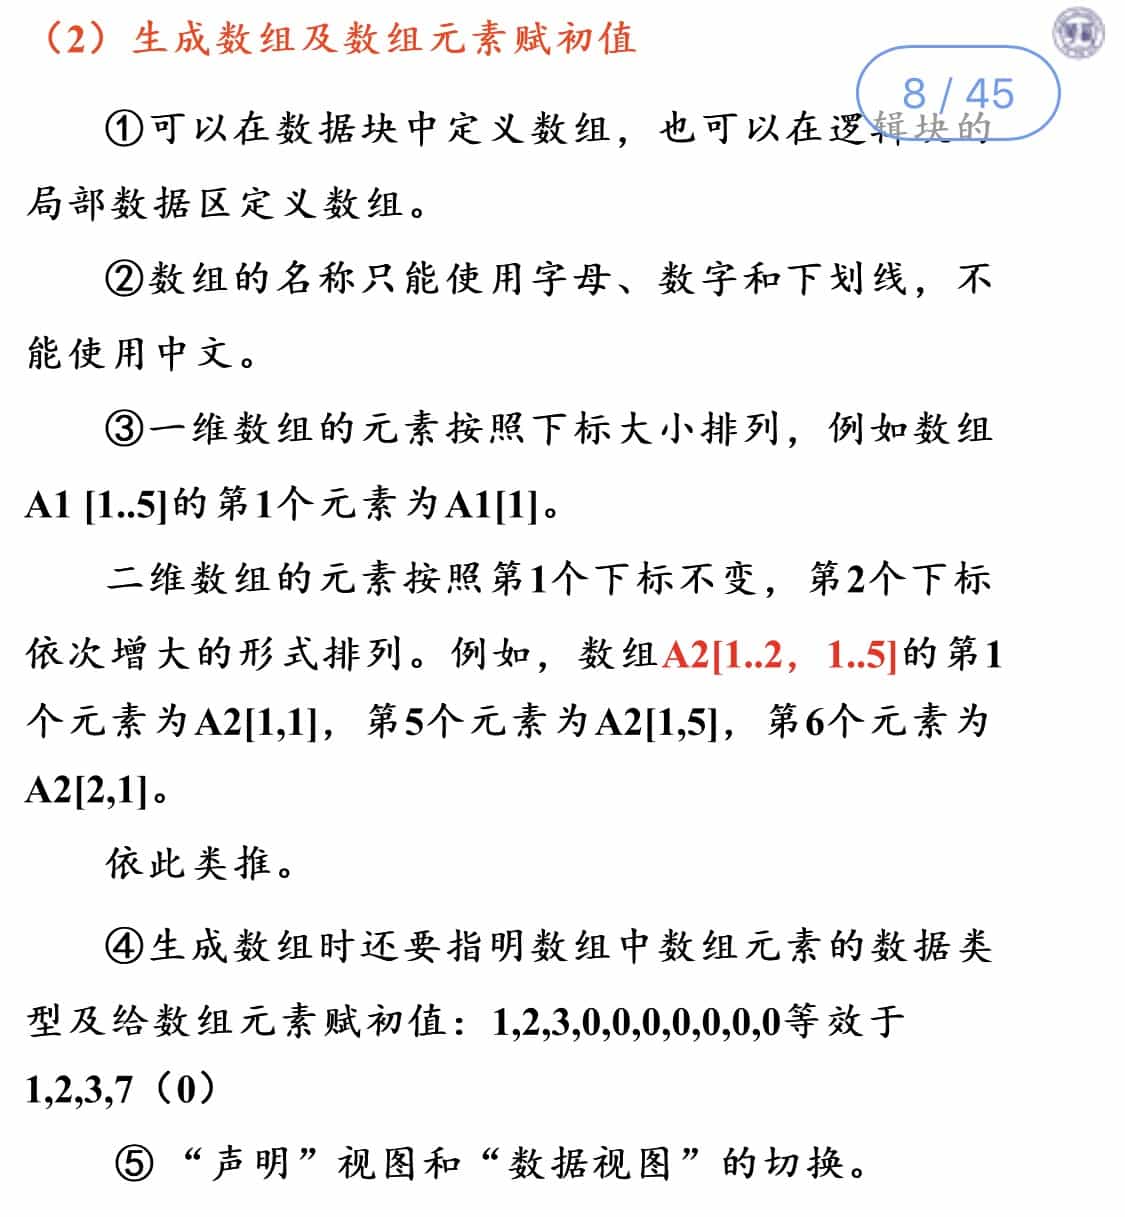 （2）生成数组及数组元素赋初值
8 / 45
①可以在数据块中定义数组，也可以在逻辑块的
局部数据区定义数组。
②数组的名称只能使用字母、数字和下划线，不
能使用中文。
③一维数组的元素按照下标大小排列，例如数组
A1 [1..5]的第1个元素为A1[1]。
二维数组的元素按照第1个下标不变，第2个下标
依次增大的形式排列。例如，数组A2[1..2，1..5]的第1
个元素为A2[1,1]，第5个元素为A2[1,5]，第6个元素为
A2[2,1]。
依此类推。
④生成数组时还要指明数组中数组元素的数据类
型及给数组元素赋初值：1,2,3,0,0,0,0,0,0,0等效于
1,2,3,7（0）
⑤ “声明”视图和“数据视图”的切换。